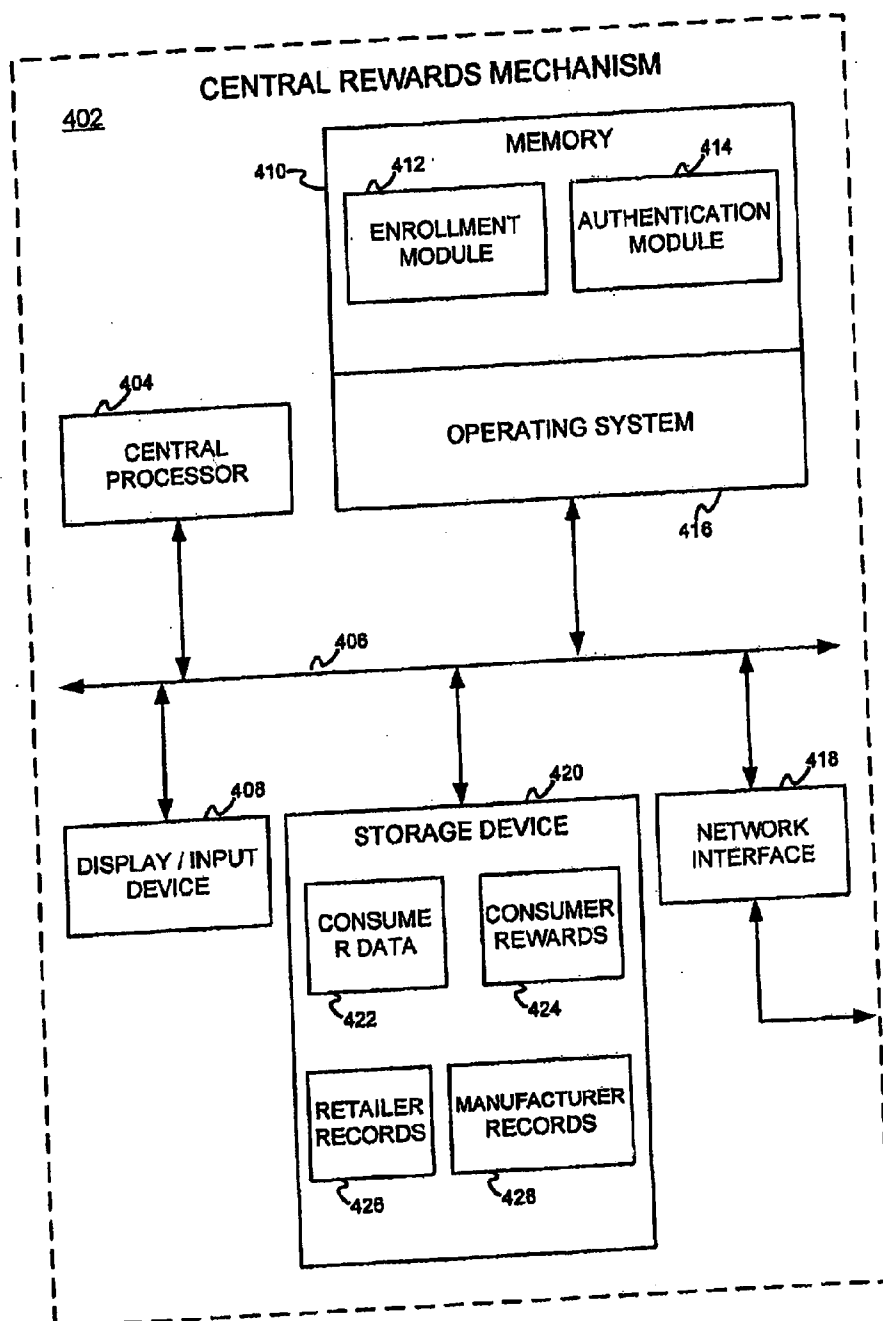 CENTRAL REWARDS MECHANISM
402
MEMORY
410
412
414
ENROLLMENT
MODULE
AUTHENTICATION
MODULE
404
CENTRAL
PROCESSOR
OPERATING SYSTEM
416
406
408
DISPLAY / INPUT
DEVICE
420
STORAGE DEVICE
418
NETWORK
INTERFACE
CONSUME
R DATA
CONSUMER
REWARDS
422
424
RETAILER
RECORDS
MANUFACTURER
RECORDS
426
428